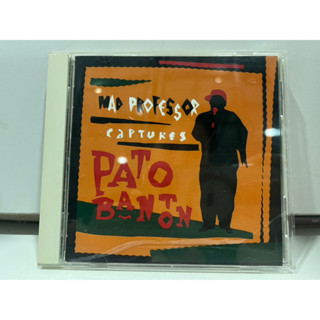 MAD PROFESSOR
CAPTURES
PATO
BANTON